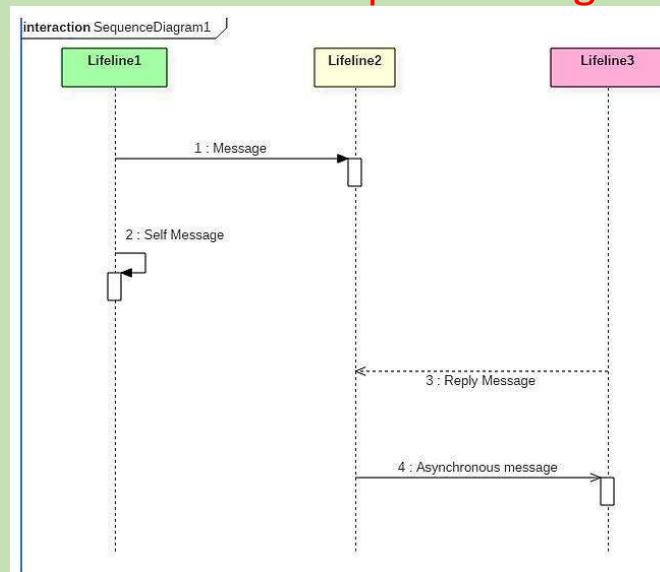 interaction SequenceDiagram1
Lifeline1 Lifeline2 Lifeline3
1 : Message
2 : Self Message
3 : Reply Message
4 : Asynchronous message